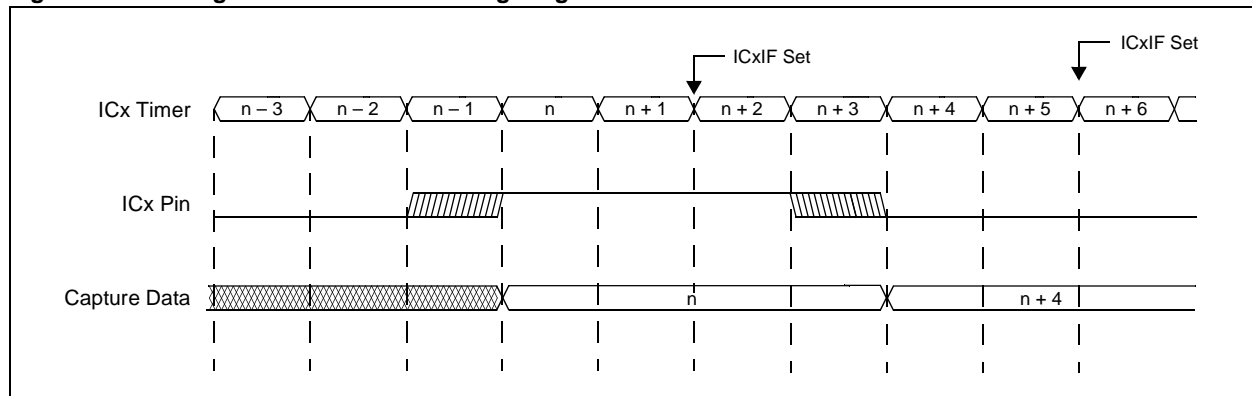 ICxIF Set
ICxIF Set
ICx Timer
n – 3
n – 2
n – 1
n
n + 1
n + 2
n + 3
n + 4
n + 5
n + 6
ICx Pin
Capture Data
n
n + 4